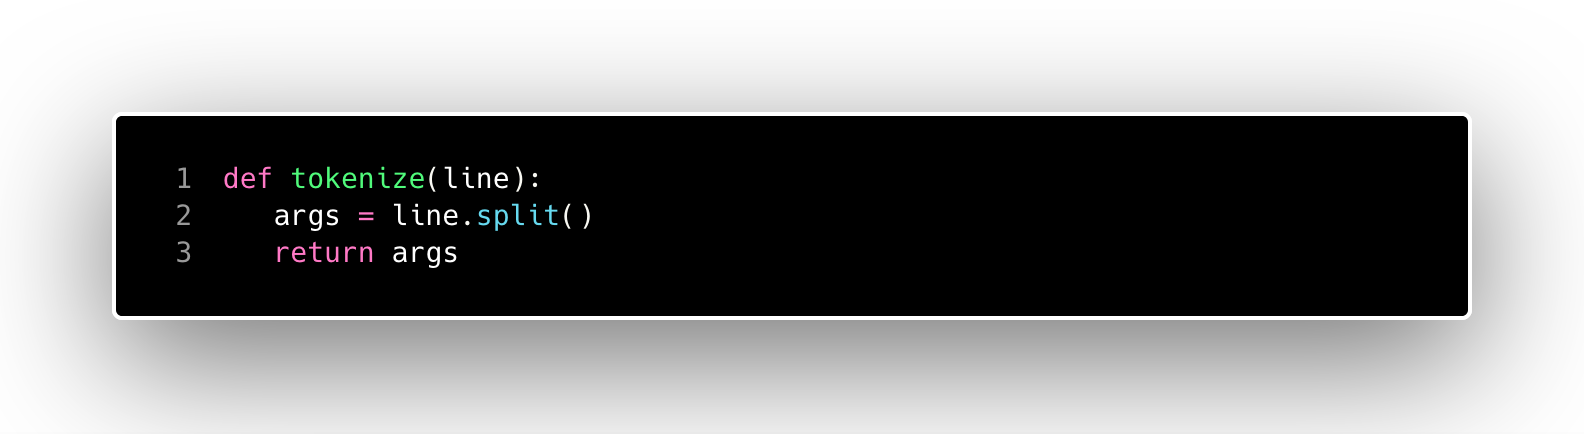 1 def tokenize(line):
2    args = line.split()
3    return args